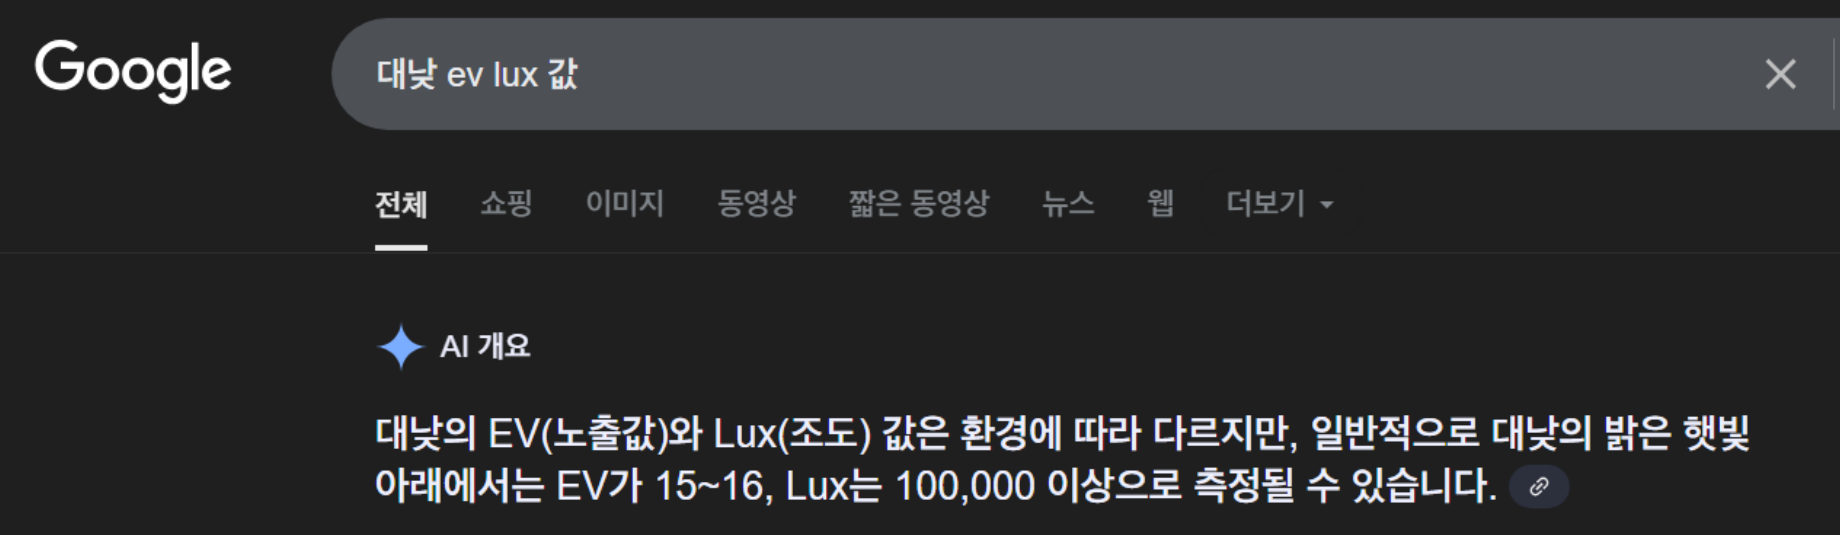 Google
대낮 ev lux 값
전체 쇼핑 이미지 동영상 짧은 동영상 뉴스 웹 더보기
AI 개요
대낮의 EV(노출값)와 Lux(조도) 값은 환경에 따라 다르지만, 일반적으로 대낮의 밝은 햇빛
아래에서는 EV가 15~16, Lux는 100,000 이상으로 측정될 수 있습니다.